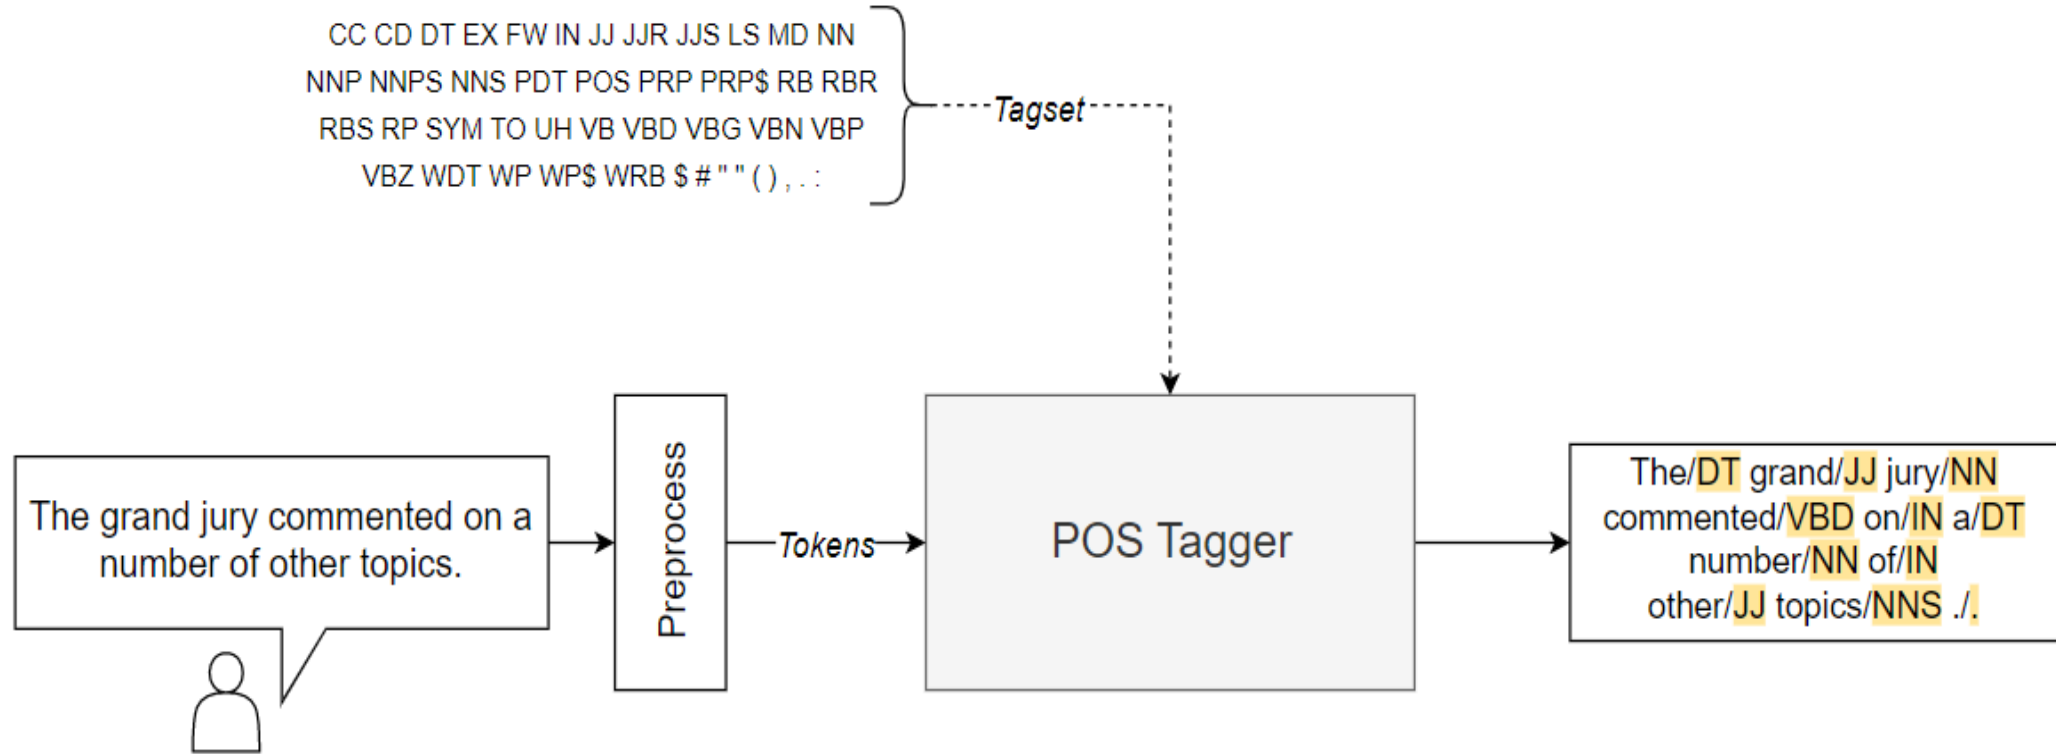 CC CD DT EX FW IN JJ JJR JJS LS MD NN
NNP NNPS NNS PDT POS PRP PRP$ RB RBR
RBS RP SYM TO UH VB VBD VBG VBN VBP
VBZ WDT WP WP$ WRB $ # " " ( ) , . :
Tagset
The grand jury commented on a
number of other topics.
Preprocess
Tokens
POS Tagger
The/DT grand/JJ jury/NN
commented/VBD on/IN a/DT
number/NN of/IN
other/JJ topics/NNS ./.